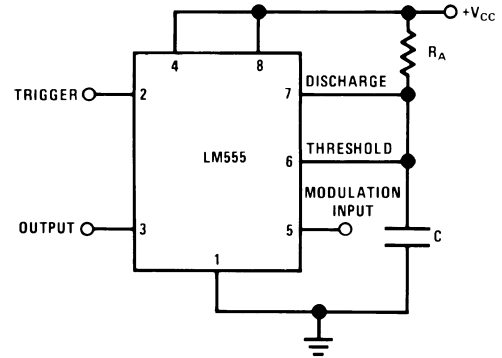 +VCC
4
8
RA
DISCHARGE
7
TRIGGER
2
THRESHOLD
6
LM555
MODULATION
INPUT
OUTPUT
3
5
C
1